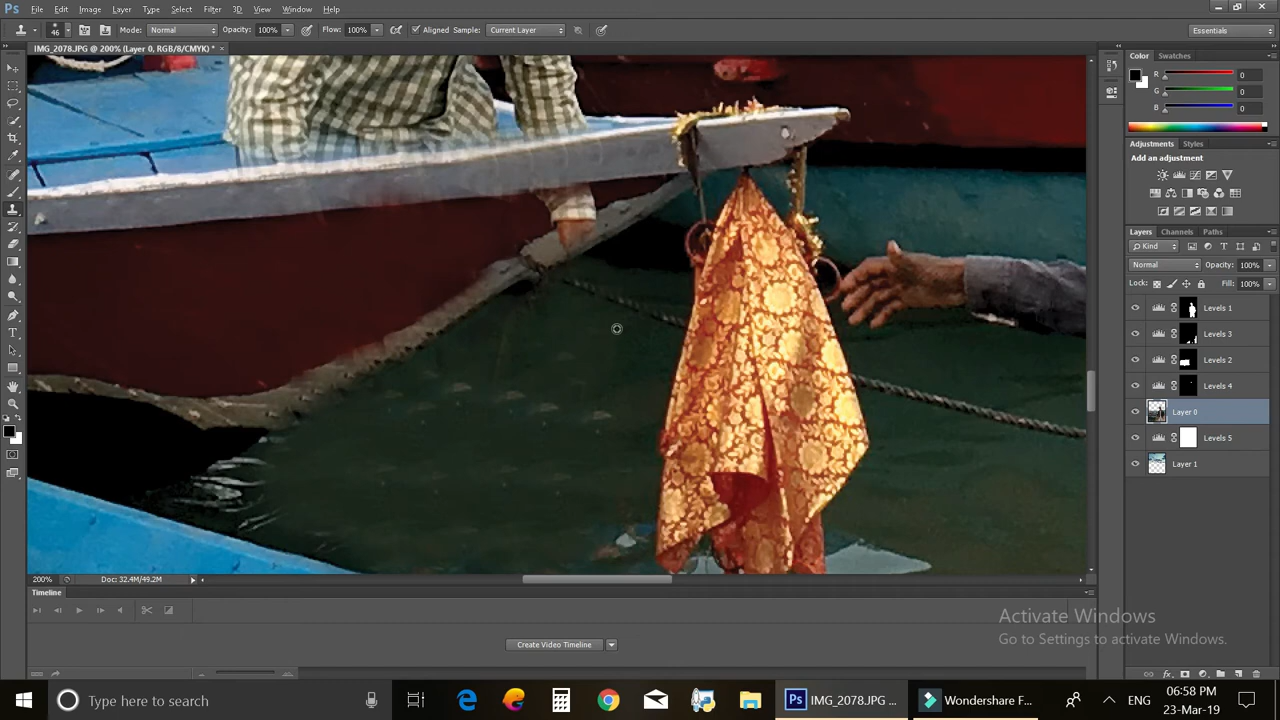 Ps File Edit Image Layer Type Select Filter 3D View Window Help
46 Mode: Normal Opacity: 100% Flow: 100% Aligned Sample: Current Layer Essentials
IMG_2078.JPG @ 200% (Layer 0, RGB/8/CMYK) * ×
Color Swatches
R 0
G 0
B 0
Adjustments Styles
Add an adjustment
Layers Channels Paths
Kind
Normal Opacity: 100%
Lock: Fill: 100%
Levels 1
Levels 3
Levels 2
Levels 4
Layer 0
Levels 5
Layer 1
200% Doc: 32.4M/49.2M
Timeline
Create Video Timeline
Activate Windows
Go to Settings to activate Windows.
Type here to search
Ps IMG_2078.JPG ... Wondershare F... ENG 06:58 PM
23-Mar-19